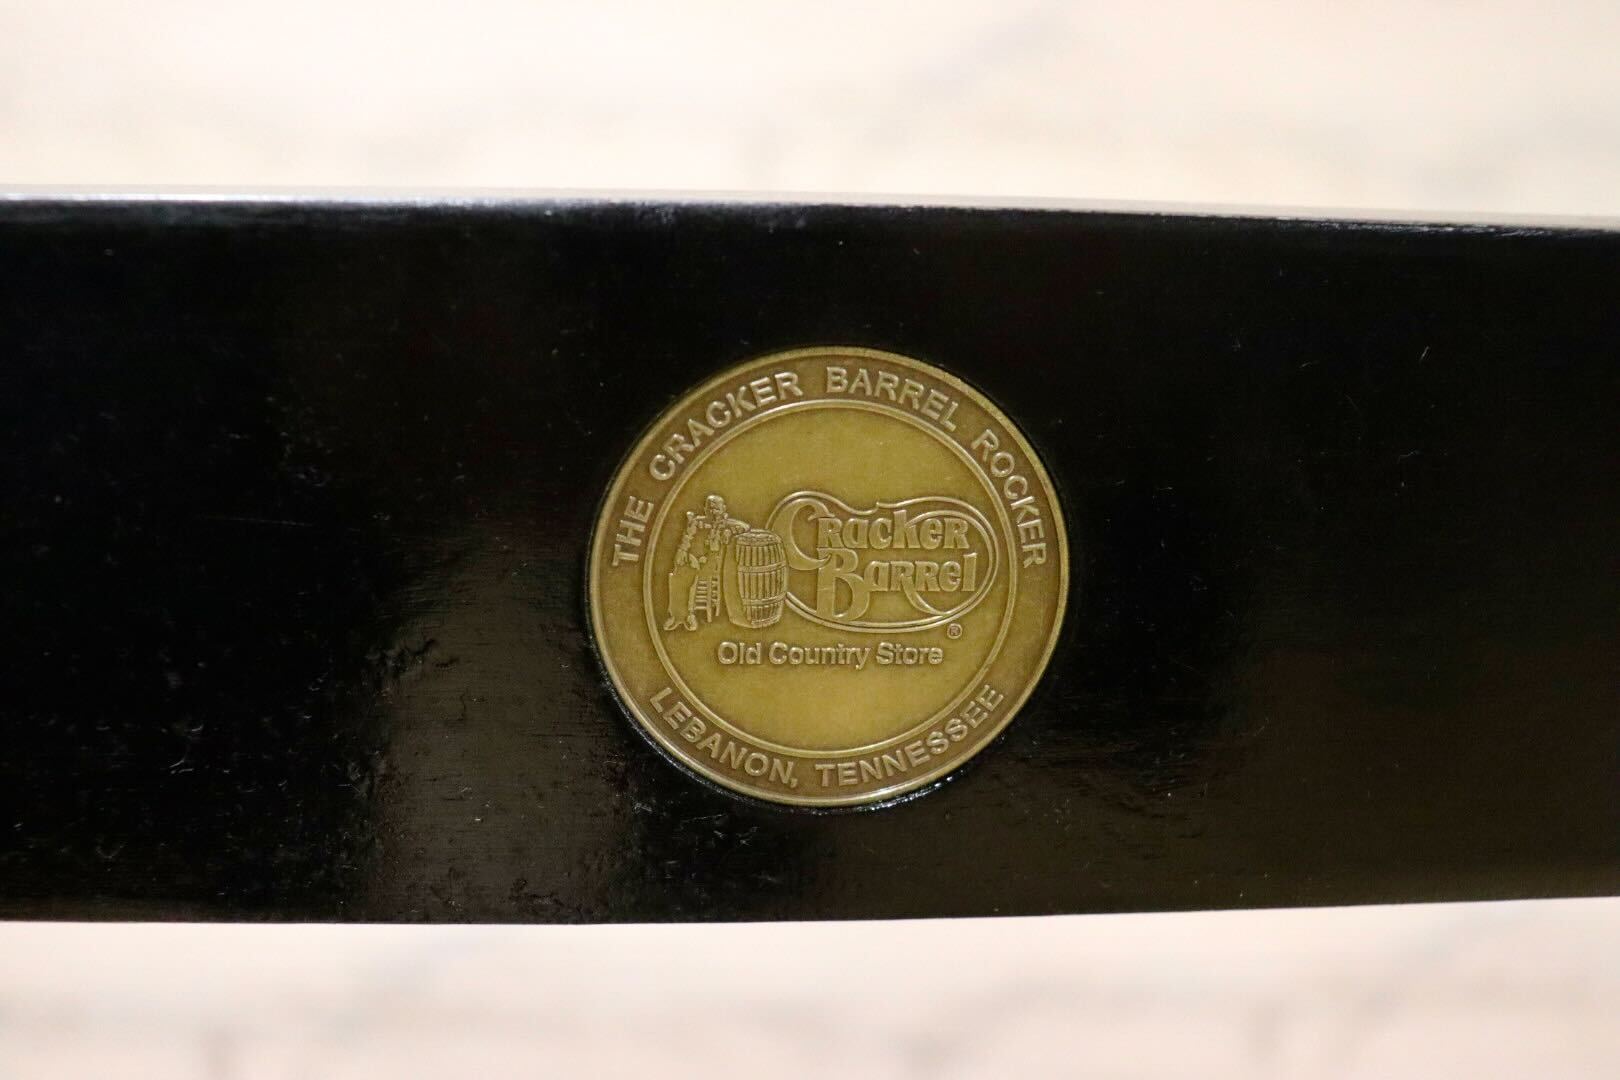 THE CRACKER BARREL ROCKER
Cracker
Barrel
®
Old Country Store
LEBANON, TENNESSEE